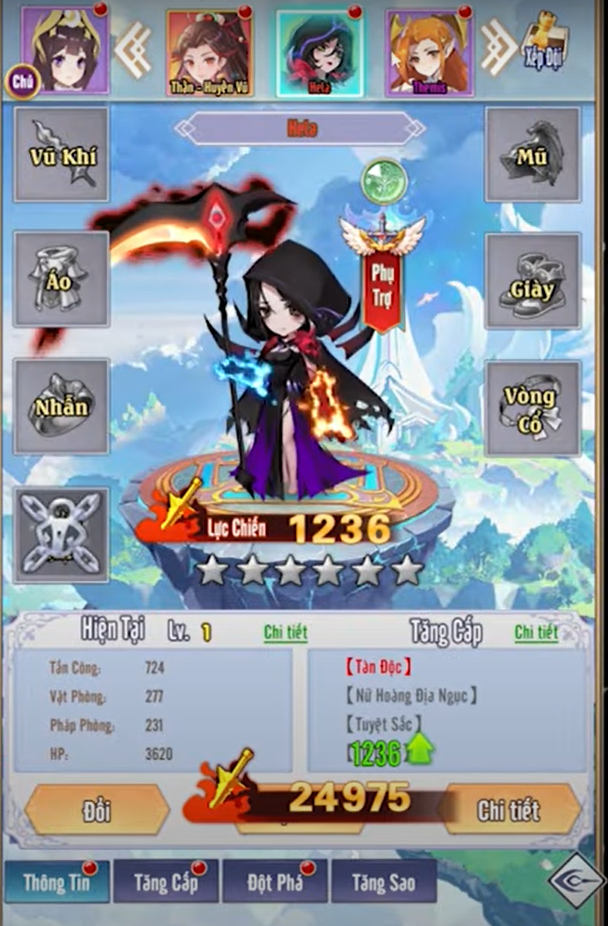 Chủ
Thần - Huyền Vũ
Hela
Themis
Xếp Đội
Hela
Vũ Khí
Mũ
Áo
Phụ
Trợ
Giày
Nhẫn
Vòng
Cổ
Lực Chiến 1236
Hiện Tại Lv. 1 Chi tiết
Tăng Cấp Chi tiết
Tấn Công: 724
Vật Phòng: 277
Pháp Phòng: 231
HP: 3620
【Tàn Độc】
【Nữ Hoàng Địa Ngục】
【Tuyệt Sắc】
1236
Đổi
24975
Chi tiết
Thông Tin
Tăng Cấp
Đột Phá
Tăng Sao